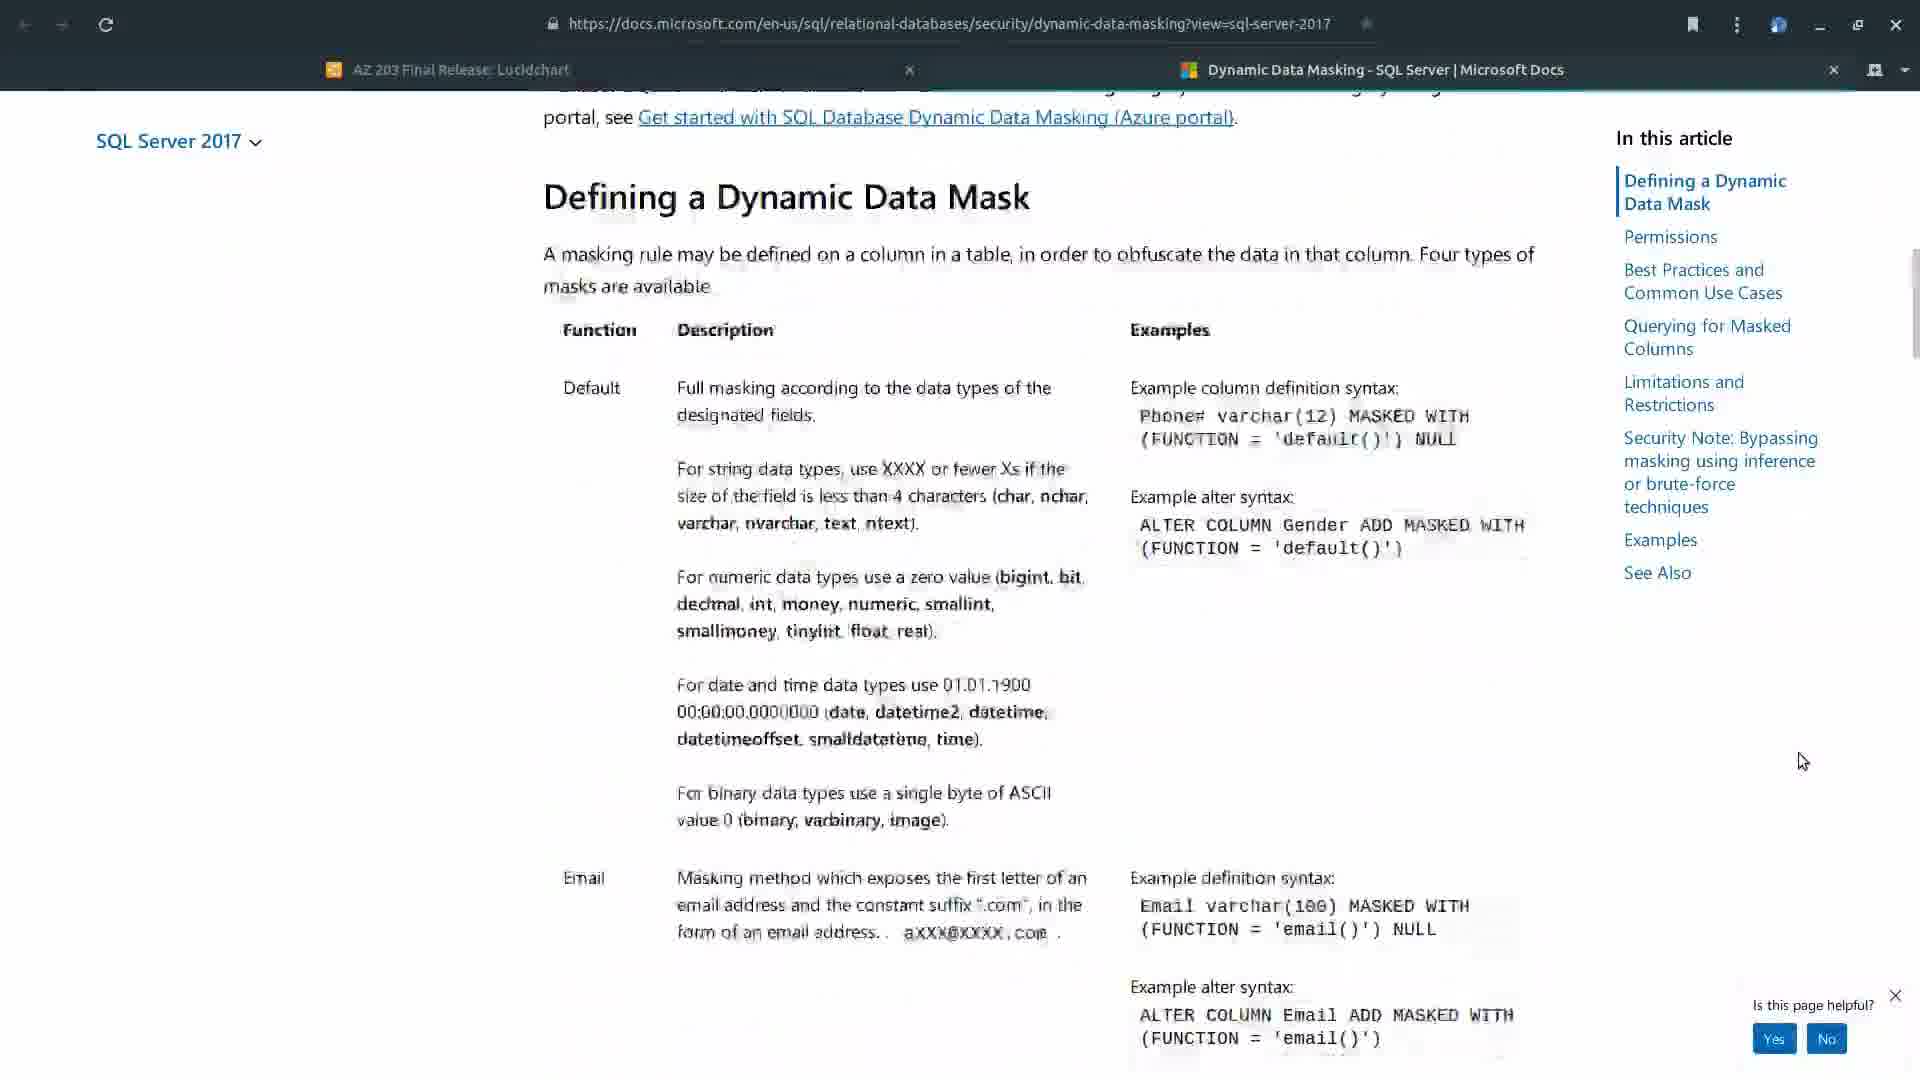 https://docs.microsoft.com/en-us/sql/relational-databases/security/dynamic-data-masking?view=sql-server-2017
AZ 203 Final Release: Lucidchart
Dynamic Data Masking - SQL Server | Microsoft Docs
SQL Server 2017
portal, see Get started with SQL Database Dynamic Data Masking (Azure portal).
Defining a Dynamic Data Mask
A masking rule may be defined on a column in a table, in order to obfuscate the data in that column. Four types of
masks are available
Function Description Examples
Default
Full masking according to the data types of the
designated fields.
For string data types, use XXXX or fewer Xs if the
size of the field is less than 4 characters (char, nchar,
varchar, nvarchar, text, ntext).
For numeric data types use a zero value (bigint, bit,
decimal, int, money, numeric, smallint,
smallmoney, tinyint, float, real).
For date and time data types use 01.01.1900
00:00:00.0000000 (date, datetime2, datetime,
datetimeoffset, smalldatetime, time).
For binary data types use a single byte of ASCII
value 0 (binary, varbinary, image).
Example column definition syntax:
Phone# varchar(12) MASKED WITH
(FUNCTION = 'default()') NULL
Example alter syntax:
ALTER COLUMN Gender ADD MASKED WITH
(FUNCTION = 'default()')
Email
Masking method which exposes the first letter of an
email address and the constant suffix ".com", in the
form of an email address. . aXXX@XXXX.com .
Example definition syntax:
Email varchar(100) MASKED WITH
(FUNCTION = 'email()') NULL
Example alter syntax:
ALTER COLUMN Email ADD MASKED WITH
(FUNCTION = 'email()')
In this article
Defining a Dynamic
Data Mask
Permissions
Best Practices and
Common Use Cases
Querying for Masked
Columns
Limitations and
Restrictions
Security Note: Bypassing
masking using inference
or brute-force
techniques
Examples
See Also
Is this page helpful?
Yes No